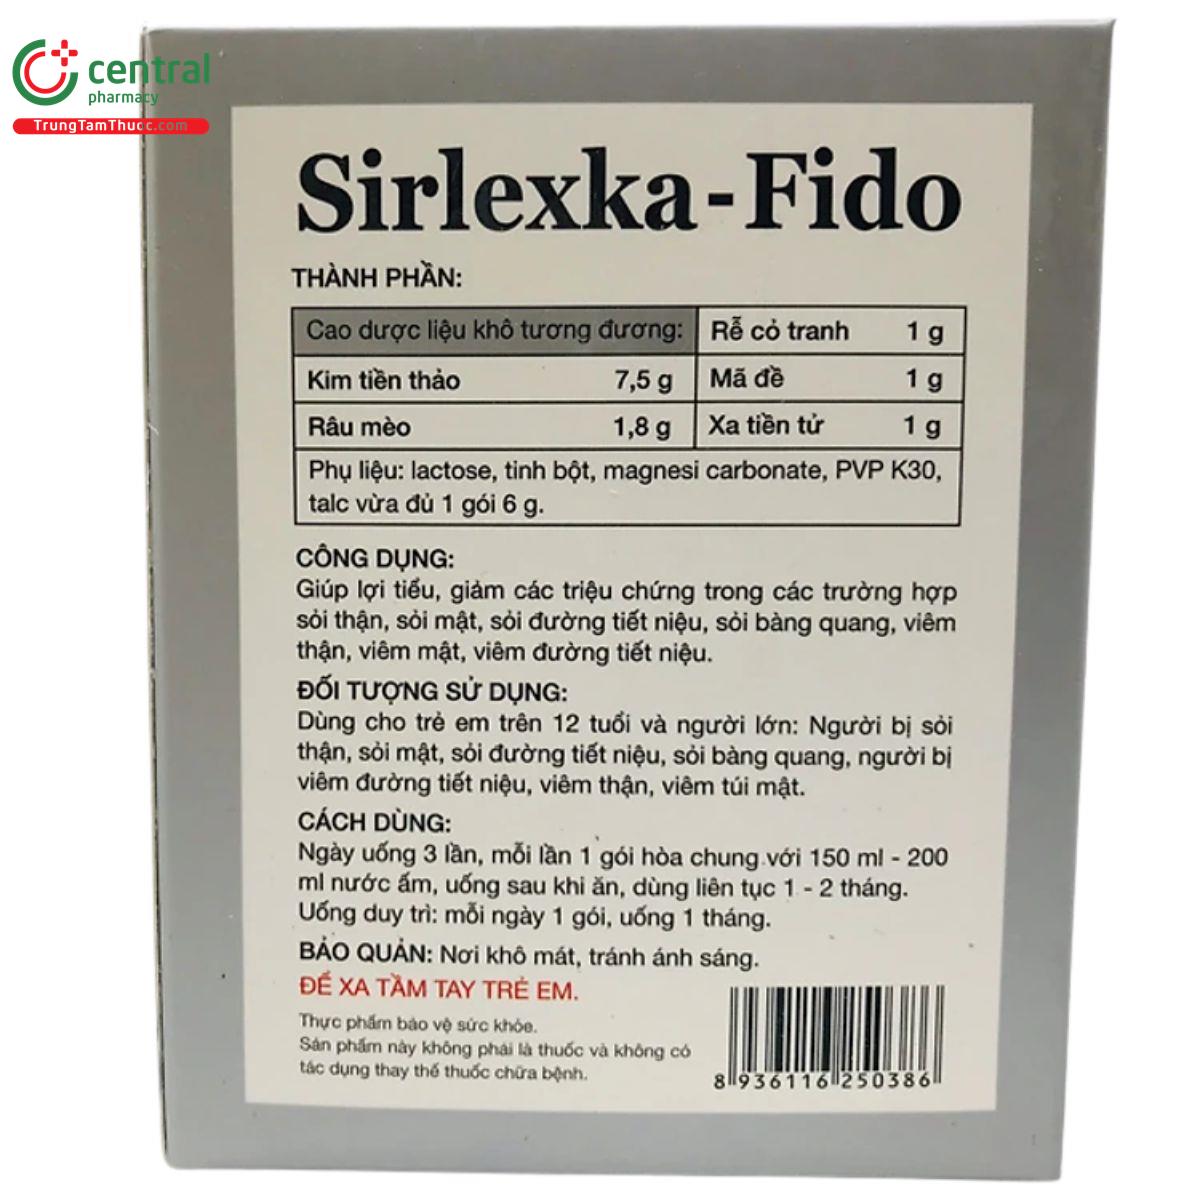 central
pharmacy
TrungTamThuoc.com
Sirlexka-Fido
THÀNH PHẦN:
Cao dược liệu khô tương đương: Rễ cỏ tranh 1 g
Kim tiền thảo 7,5 g Mã đề 1 g
Râu mèo 1,8 g Xa tiền tử 1 g
Phụ liệu: lactose, tinh bột, magnesi carbonate, PVP K30,
talc vừa đủ 1 gói 6 g.
CÔNG DỤNG:
Giúp lợi tiểu, giảm các triệu chứng trong các trường hợp
sỏi thận, sỏi mật, sỏi đường tiết niệu, sỏi bàng quang, viêm
thận, viêm mật, viêm đường tiết niệu.
ĐỐI TƯỢNG SỬ DỤNG:
Dùng cho trẻ em trên 12 tuổi và người lớn: Người bị sỏi
thận, sỏi mật, sỏi đường tiết niệu, sỏi bàng quang, người bị
viêm đường tiết niệu, viêm thận, viêm túi mật.
CÁCH DÙNG:
Ngày uống 3 lần, mỗi lần 1 gói hòa chung với 150 ml - 200
ml nước ấm, uống sau khi ăn, dùng liên tục 1 - 2 tháng.
Uống duy trì: mỗi ngày 1 gói, uống 1 tháng.
BẢO QUẢN: Nơi khô mát, tránh ánh sáng.
ĐỂ XA TẦM TAY TRẺ EM.
Thực phẩm bảo vệ sức khỏe.
Sản phẩm này không phải là thuốc và không có
tác dụng thay thế thuốc chữa bệnh.
8 936116 250386